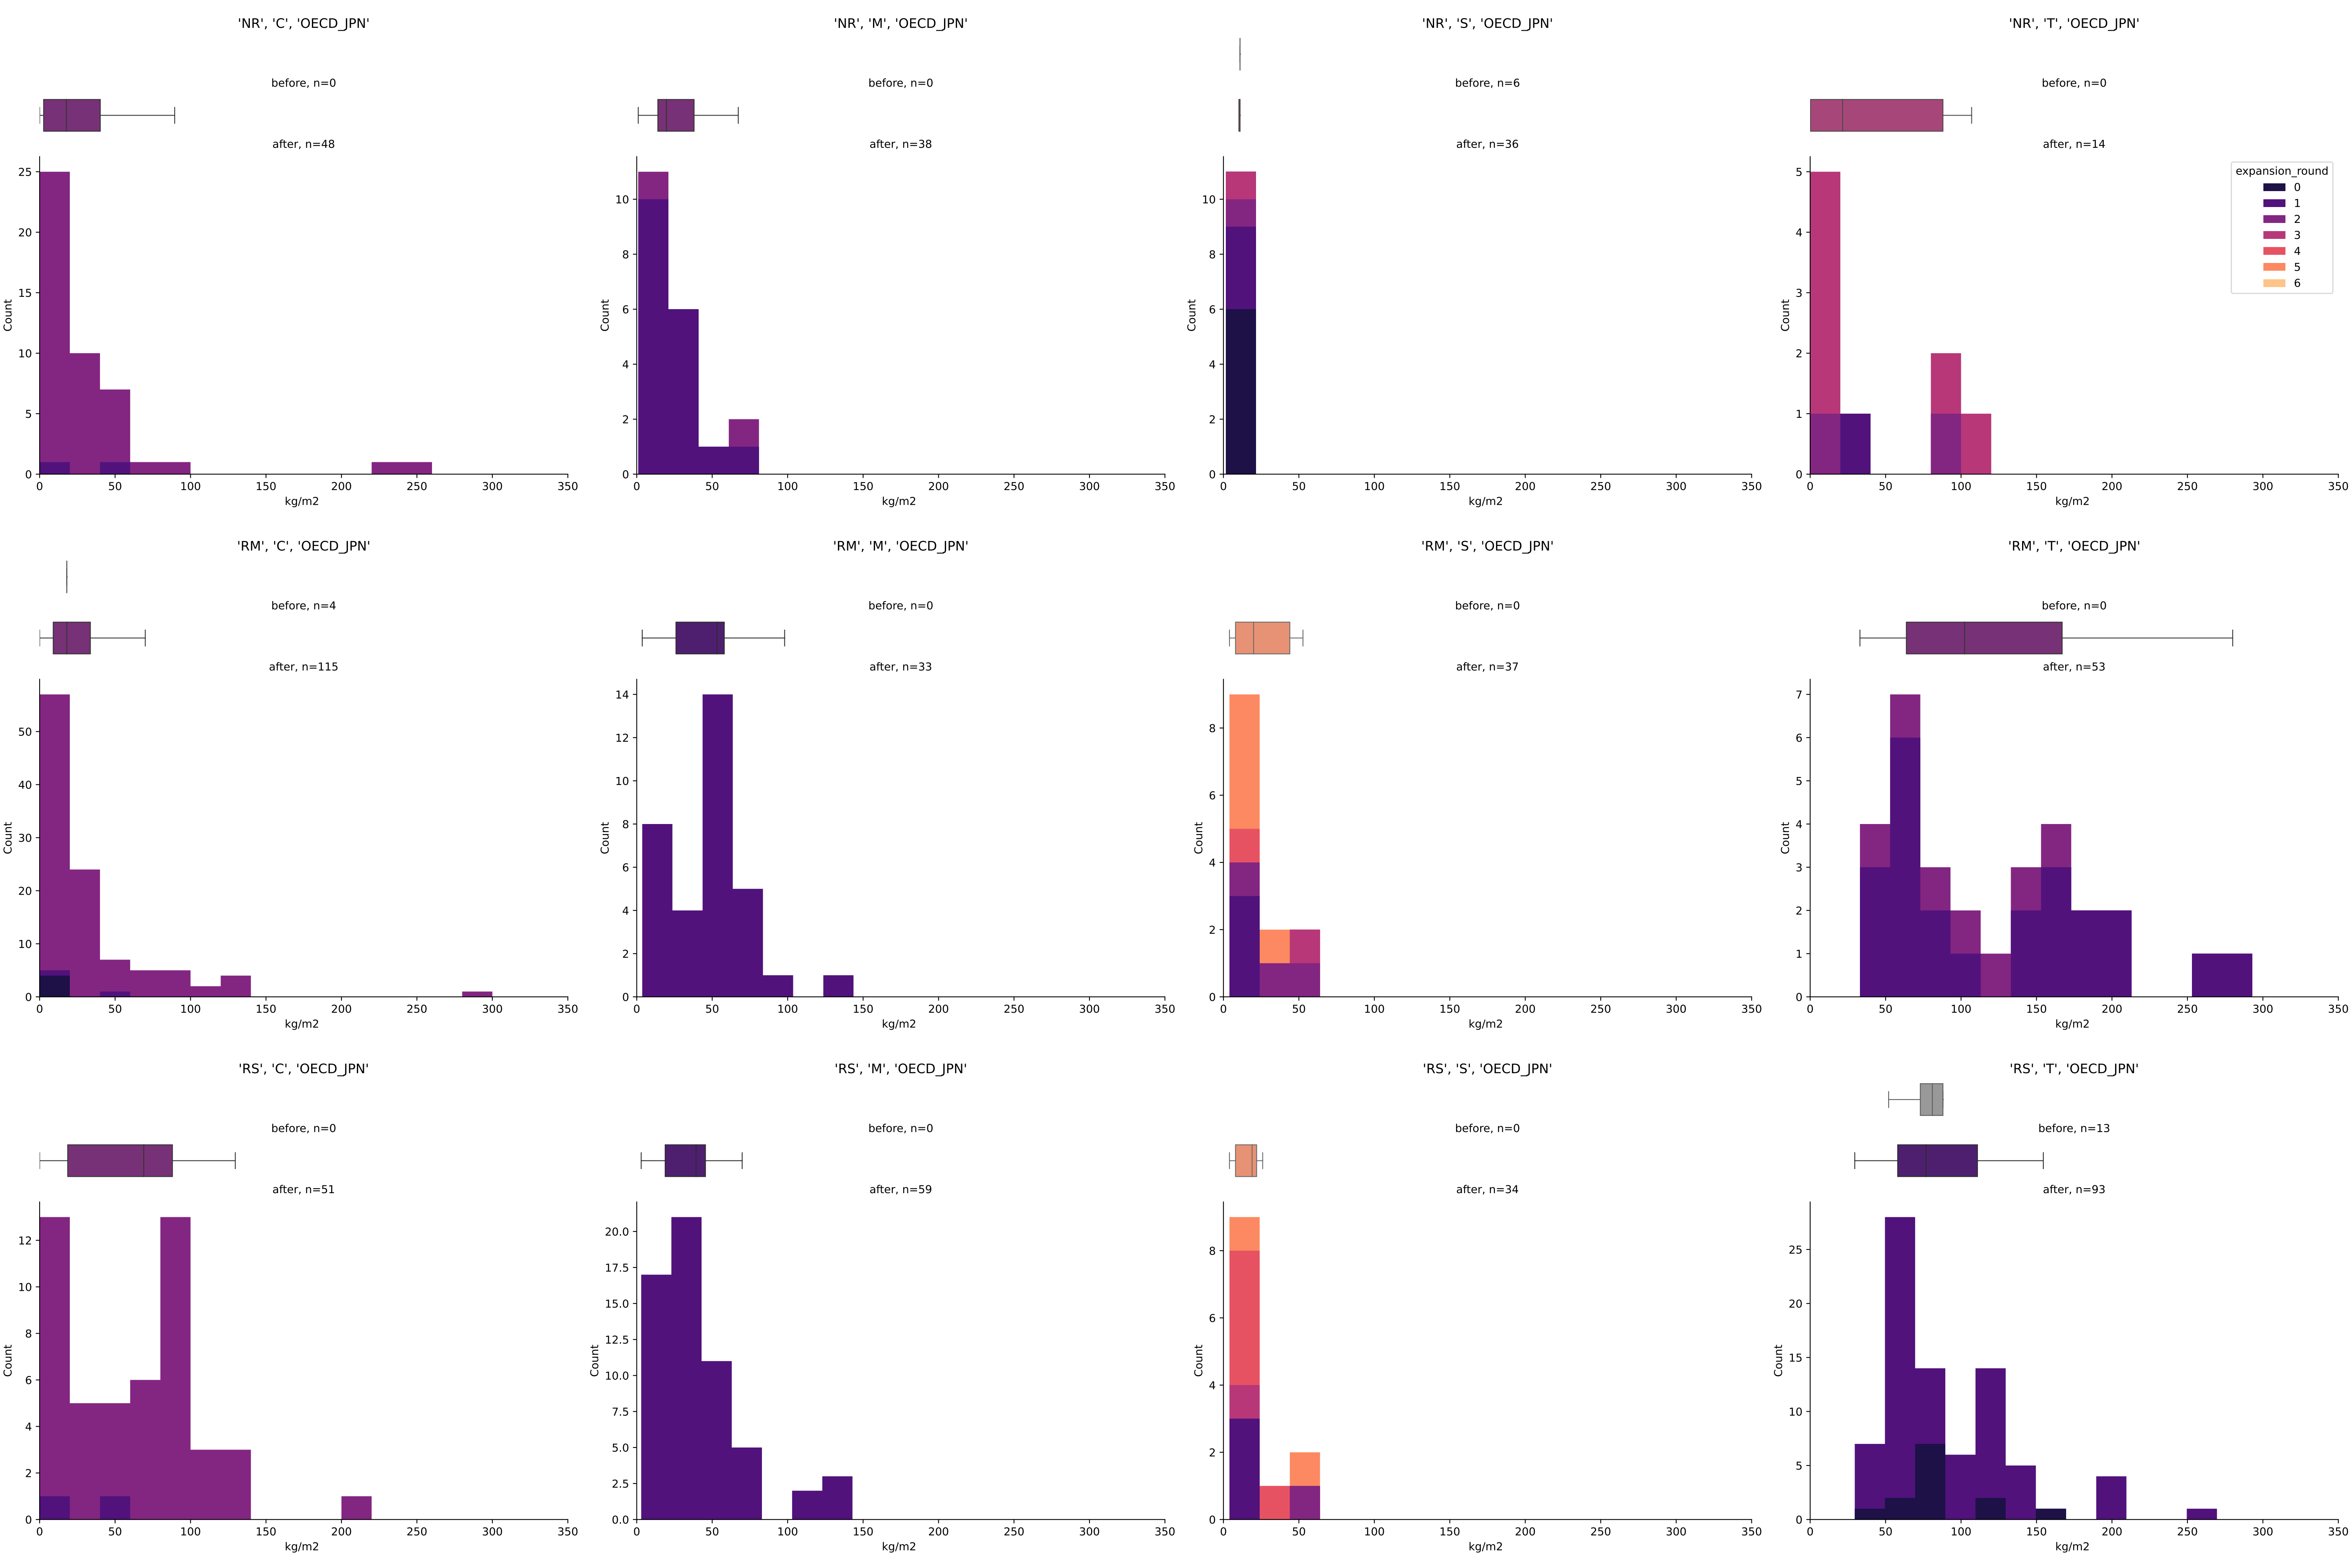 'NR', 'C', 'OECD_JPN'
before, n=0
after, n=48
25
20
15
10
5
0
Count
0 50 100 150 200 250 300 350
kg/m2
'NR', 'M', 'OECD_JPN'
before, n=0
after, n=38
10
8
6
4
2
0
Count
0 50 100 150 200 250 300 350
kg/m2
'NR', 'S', 'OECD_JPN'
before, n=6
after, n=36
10
8
6
4
2
0
Count
0 50 100 150 200 250 300 350
kg/m2
'NR', 'T', 'OECD_JPN'
before, n=0
after, n=14
expansion_round
0
1
2
3
4
5
6
5
4
3
2
1
0
Count
0 50 100 150 200 250 300 350
kg/m2
'RM', 'C', 'OECD_JPN'
before, n=4
after, n=115
50
40
30
20
10
0
Count
0 50 100 150 200 250 300 350
kg/m2
'RM', 'M', 'OECD_JPN'
before, n=0
after, n=33
14
12
10
8
6
4
2
0
Count
0 50 100 150 200 250 300 350
kg/m2
'RM', 'S', 'OECD_JPN'
before, n=0
after, n=37
8
6
4
2
0
Count
0 50 100 150 200 250 300 350
kg/m2
'RM', 'T', 'OECD_JPN'
before, n=0
after, n=53
7
6
5
4
3
2
1
0
Count
0 50 100 150 200 250 300 350
kg/m2
'RS', 'C', 'OECD_JPN'
before, n=0
after, n=51
12
10
8
6
4
2
0
Count
0 50 100 150 200 250 300 350
kg/m2
'RS', 'M', 'OECD_JPN'
before, n=0
after, n=59
20.0
17.5
15.0
12.5
10.0
7.5
5.0
2.5
0.0
Count
0 50 100 150 200 250 300 350
kg/m2
'RS', 'S', 'OECD_JPN'
before, n=0
after, n=34
8
6
4
2
0
Count
0 50 100 150 200 250 300 350
kg/m2
'RS', 'T', 'OECD_JPN'
before, n=13
after, n=93
25
20
15
10
5
0
Count
0 50 100 150 200 250 300 350
kg/m2